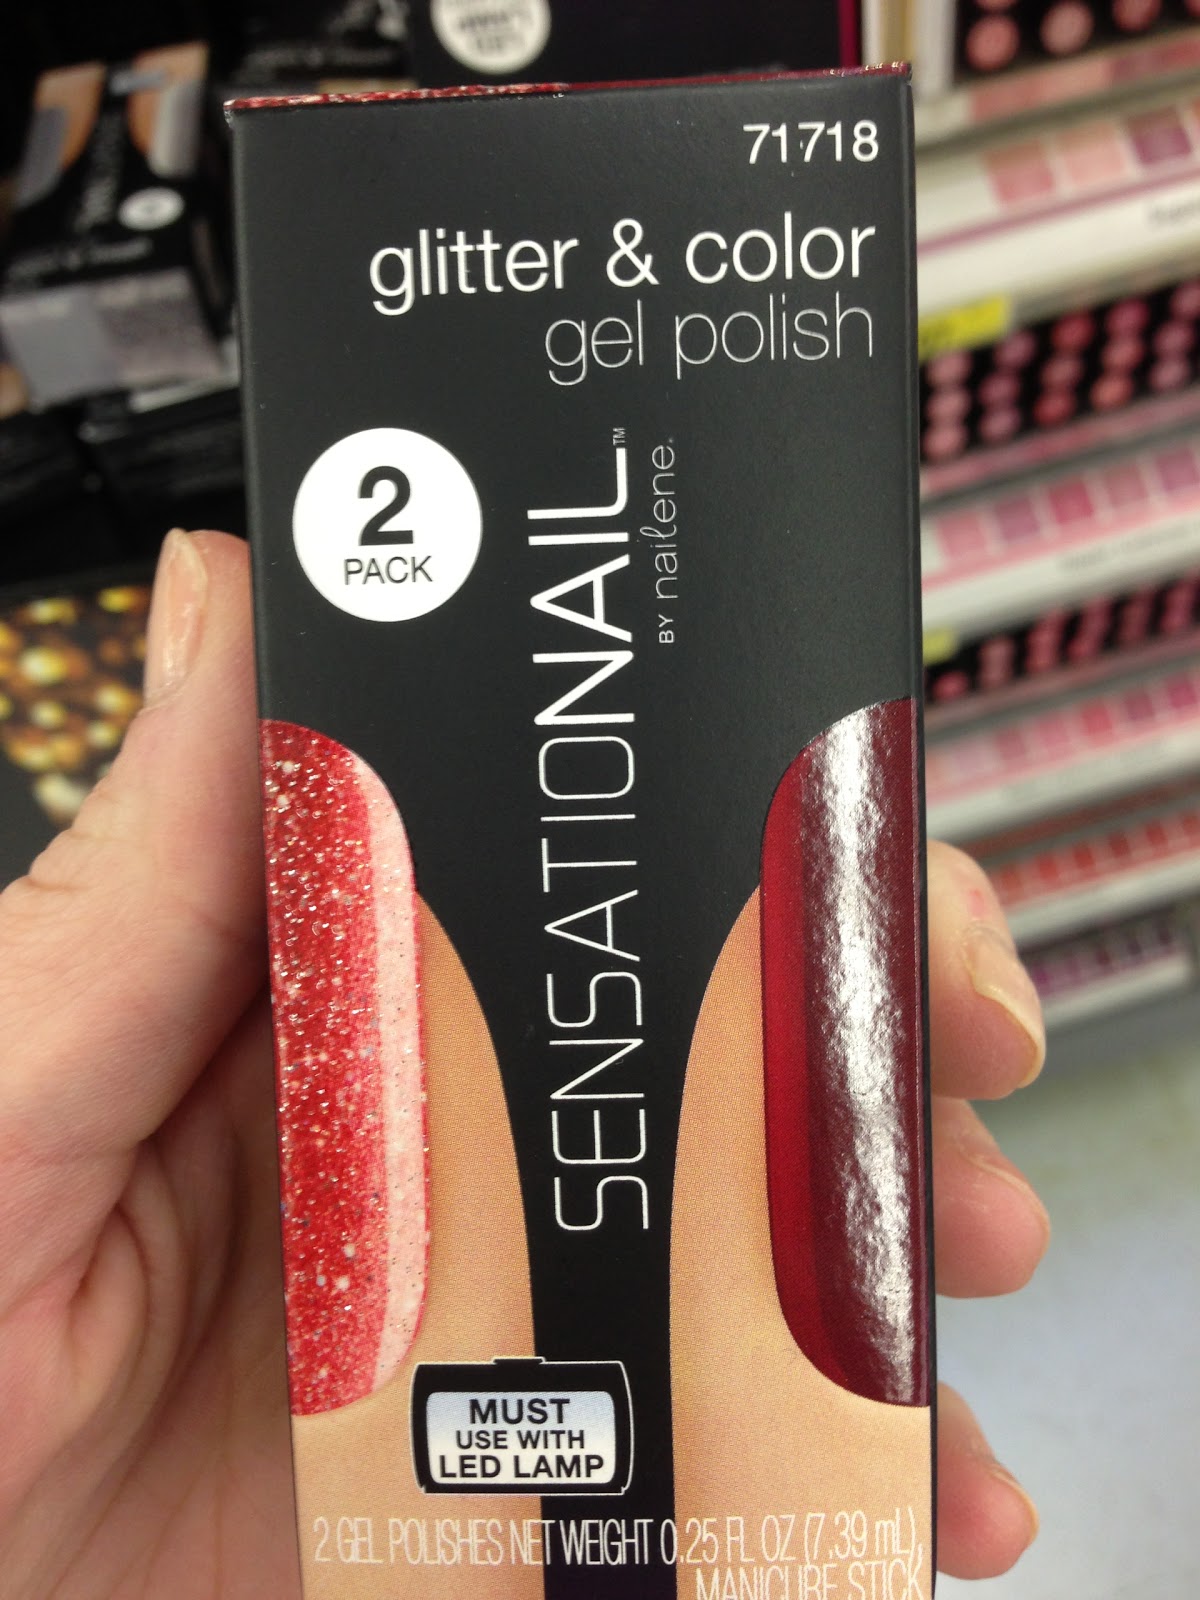 71718
glitter & color
gel polish
2
PACK
SENSATIONAIL™
BY nailene.
MUST
USE WITH
LED LAMP
2 GEL POLISHES NET WEIGHT 0.25 FL OZ (7.39 mL),
MANICURE STICK